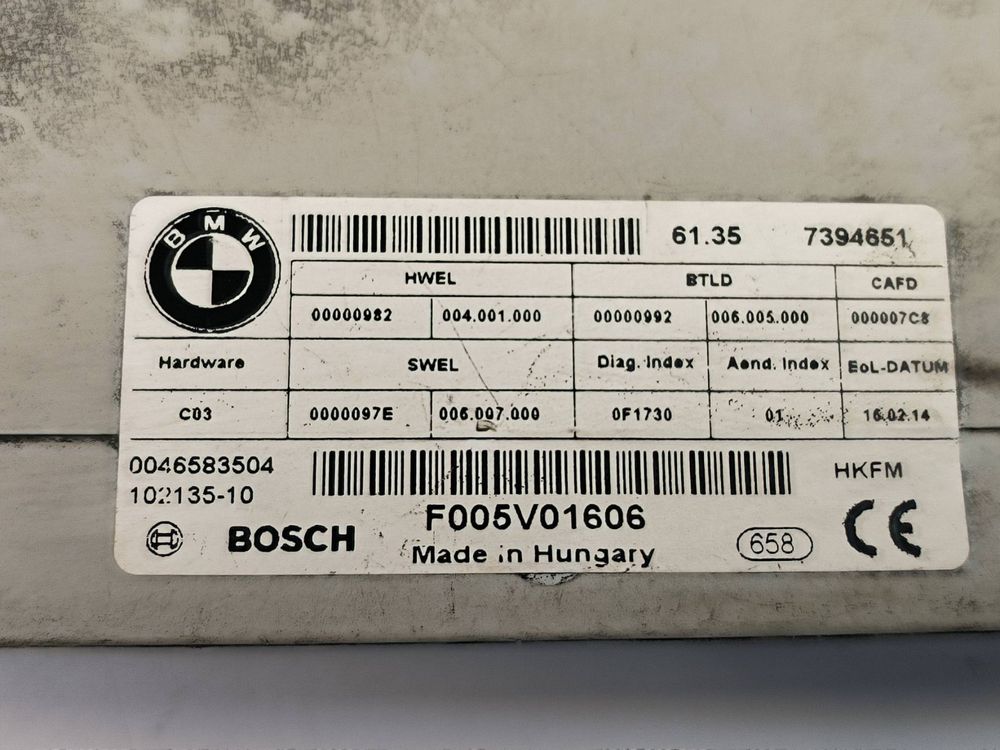 BMW
61.35 7394651
HWEL BTLD CAFD
00000982 004.001.000 00000992 006.005.000 000007C8
Hardware SWEL Diag. Index Aend. Index EoL-DATUM
C03 0000097E 006.007.000 0F1730 01 16.02.14
0046583504
102135-10
HKFM
F005V01606
BOSCH
Made in Hungary
658
CE